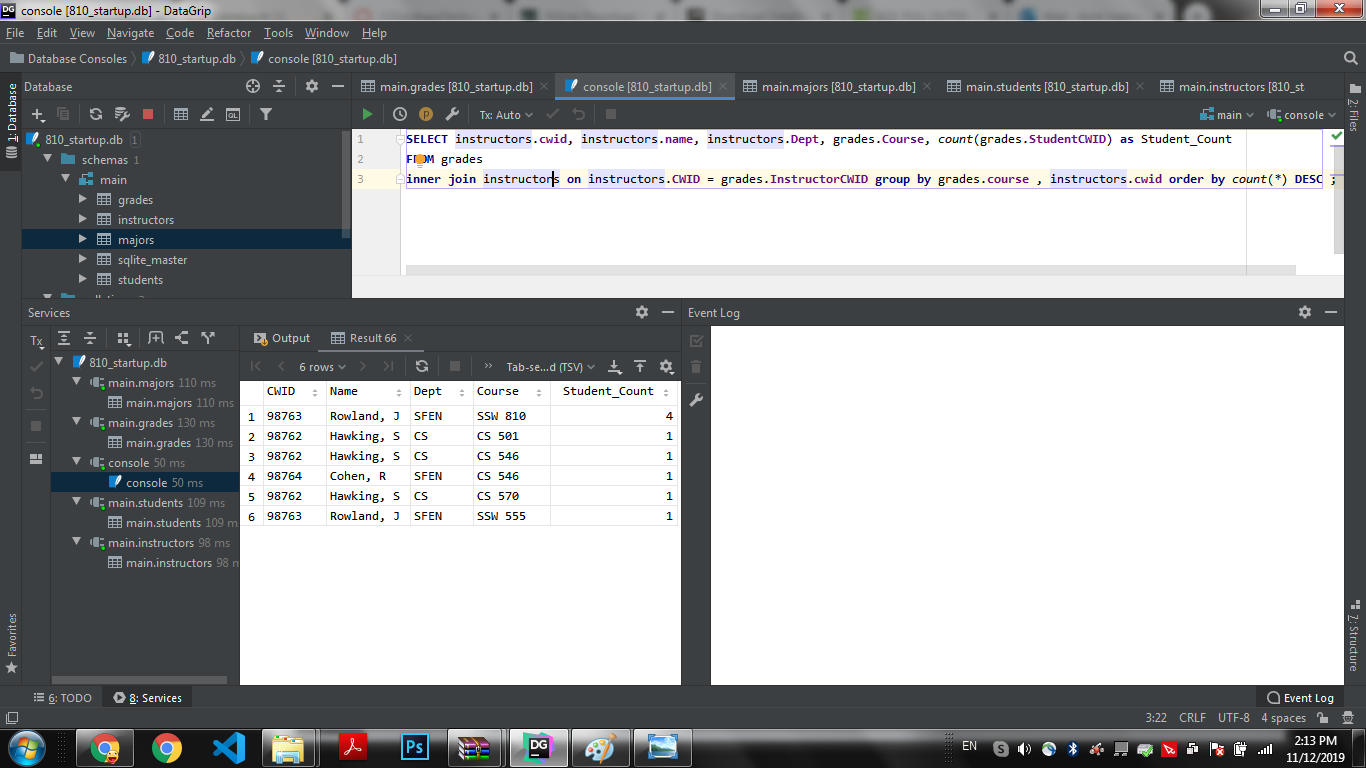 DG console [810_startup.db] - DataGrip
File Edit View Navigate Code Refactor Tools Window Help
Database Consoles 810_startup.db console [810_startup.db]
1: Database
Database
main.grades [810_startup.db] console [810_startup.db] main.majors [810_startup.db] main.students [810_startup.db] main.instructors [810_st
2: Files
QL
P Tx: Auto main console
810_startup.db 1
schemas 1
main
grades
instructors
majors
sqlite_master
students
1 SELECT instructors.cwid, instructors.name, instructors.Dept, grades.Course, count(grades.StudentCWID) as Student_Count
2 FROM grades
3 inner join instructors on instructors.CWID = grades.InstructorCWID group by grades.course , instructors.cwid order by count(*) DESC ;
Services
Tx
810_startup.db
main.majors 110 ms
main.majors 110 ms
main.grades 130 ms
main.grades 130 ms
console 50 ms
console 50 ms
main.students 109 ms
main.students 109 m
main.instructors 98 ms
main.instructors 98 m
Output Result 66
6 rows Tab-se...d (TSV)
CWID Name Dept Course Student_Count
1 98763 Rowland, J SFEN SSW 810 4
2 98762 Hawking, S CS CS 501 1
3 98762 Hawking, S CS CS 546 1
4 98764 Cohen, R SFEN CS 546 1
5 98762 Hawking, S CS CS 570 1
6 98763 Rowland, J SFEN SSW 555 1
Event Log
Favorites
7: Structure
6: TODO 8: Services Event Log
3:22 CRLF UTF-8 4 spaces
Ps DG EN 2:13 PM
11/12/2019